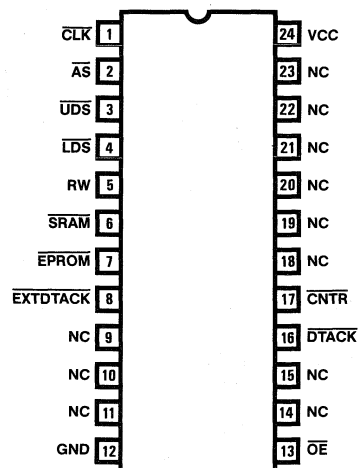 CLK 1 24 VCC
AS 2 23 NC
UDS 3 22 NC
LDS 4 21 NC
RW 5 20 NC
SRAM 6 19 NC
EPROM 7 18 NC
EXTDTACK 8 17 CNTR
NC 9 16 DTACK
NC 10 15 NC
NC 11 14 NC
GND 12 13 OE